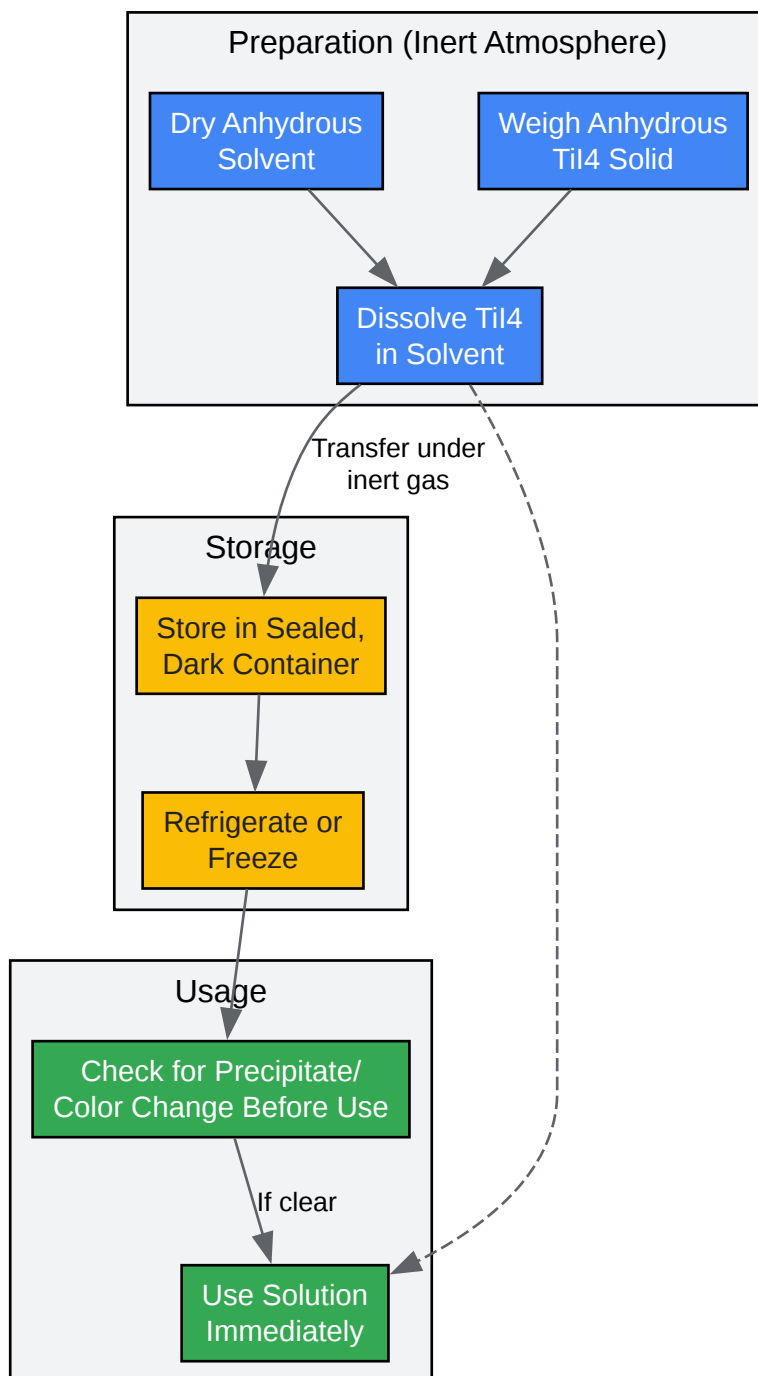 Preparation (Inert Atmosphere)
Dry Anhydrous
Solvent
Weigh Anhydrous
TiI4 Solid
Dissolve TiI4
in Solvent
Transfer under
inert gas
Storage
Store in Sealed,
Dark Container
Refrigerate or
Freeze
Usage
Check for Precipitate/
Color Change Before Use
If clear
Use Solution
Immediately